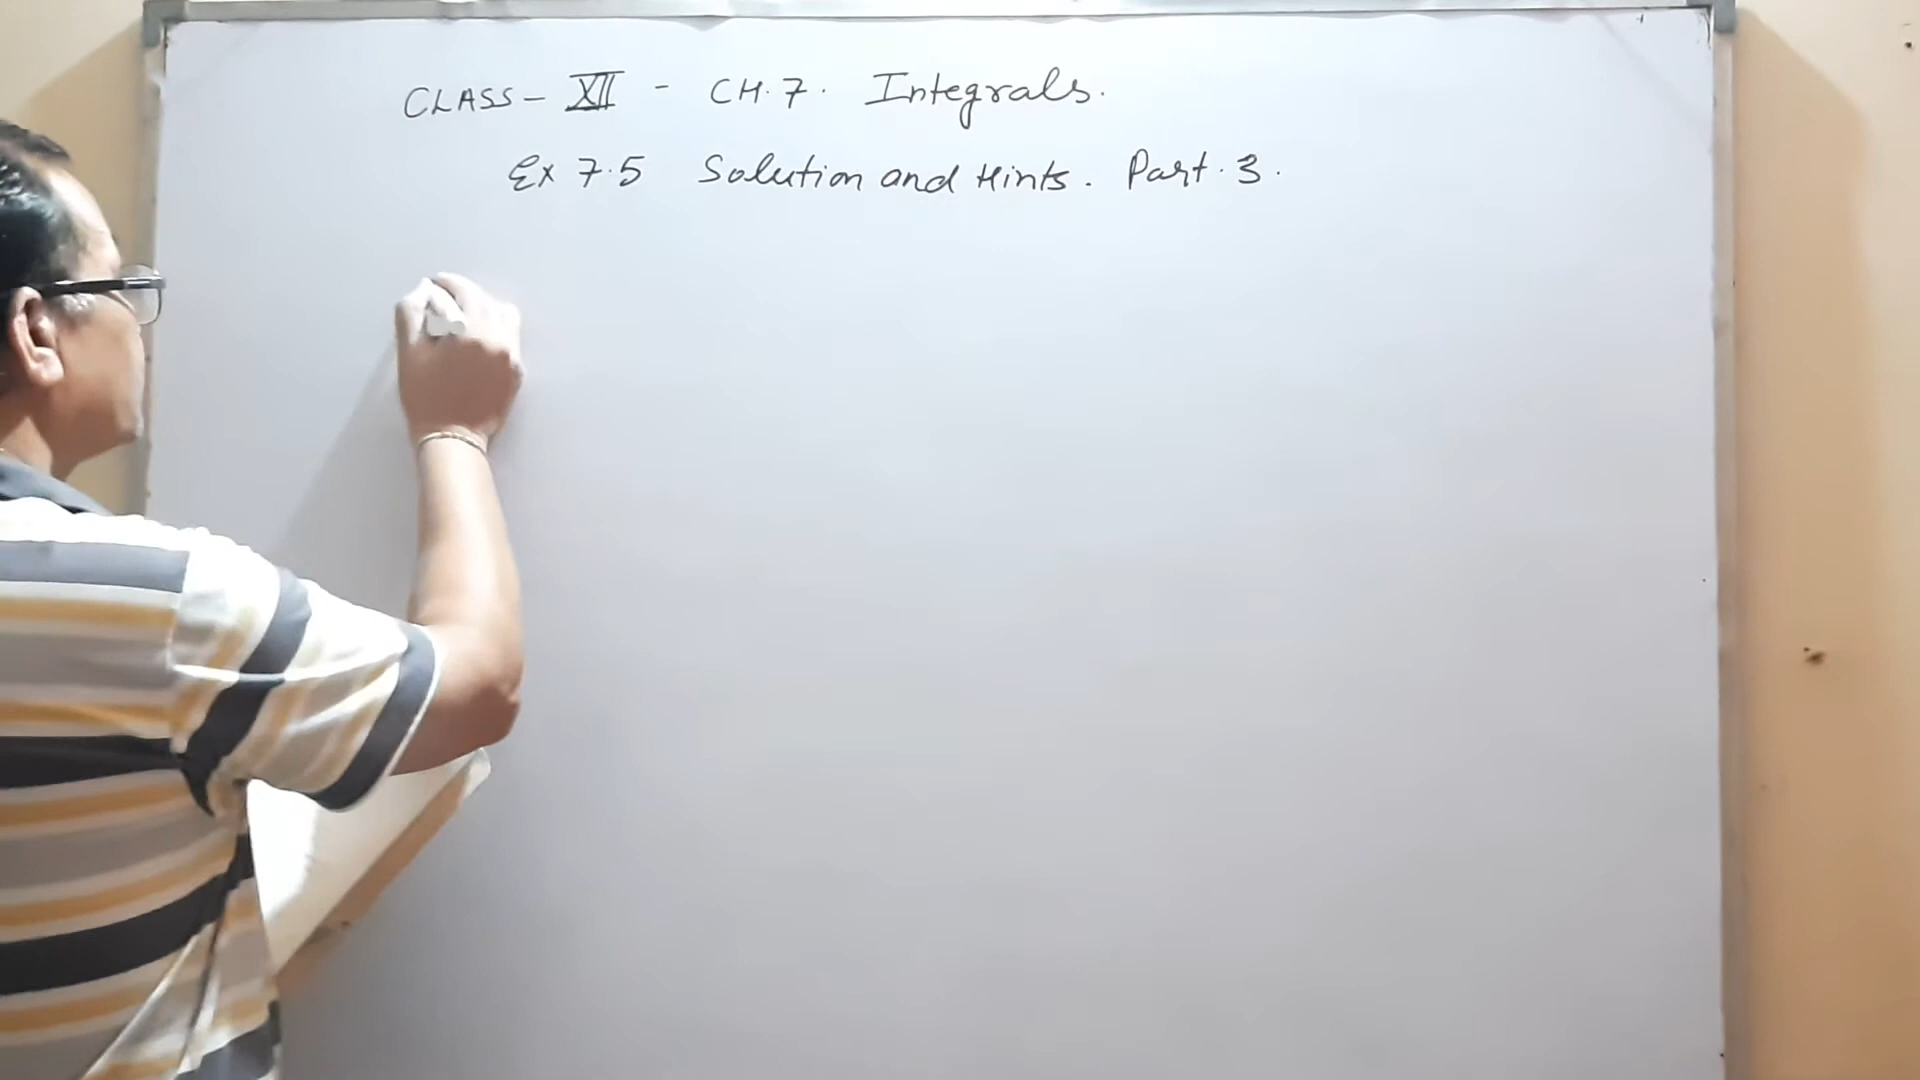 CLASS - XII - CH.7. Integrals.
Ex 7.5 Solution and Hints. Part.3.